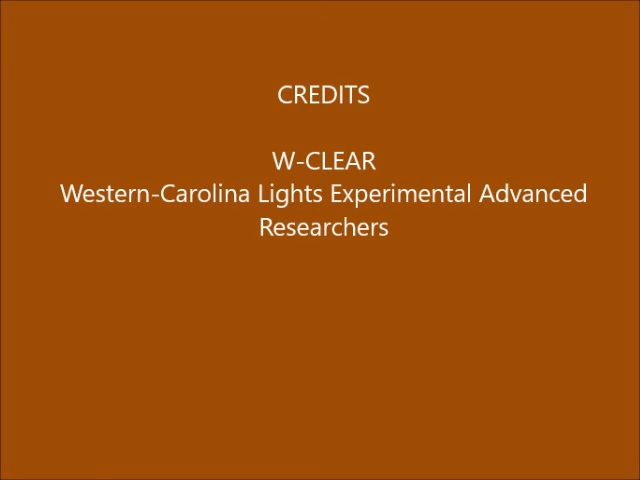 CREDITS
W-CLEAR
Western-Carolina Lights Experimental Advanced
Researchers